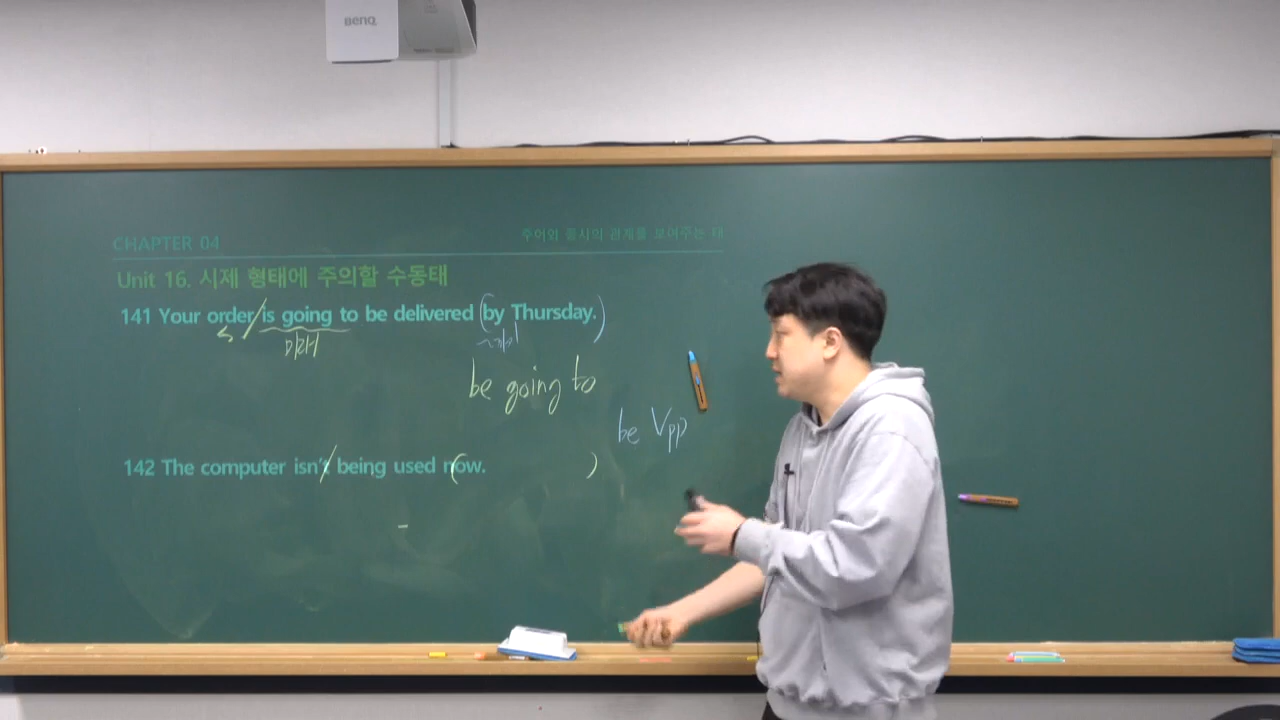 BenQ
CHAPTER 04
주어와 동사의 관계를 보여주는 태
Unit 16. 시제 형태에 주의할 수동태
141 Your order is going to be delivered (by Thursday.)
S
미래
~까지
be going to
be Vpp
142 The computer isn't being used now.